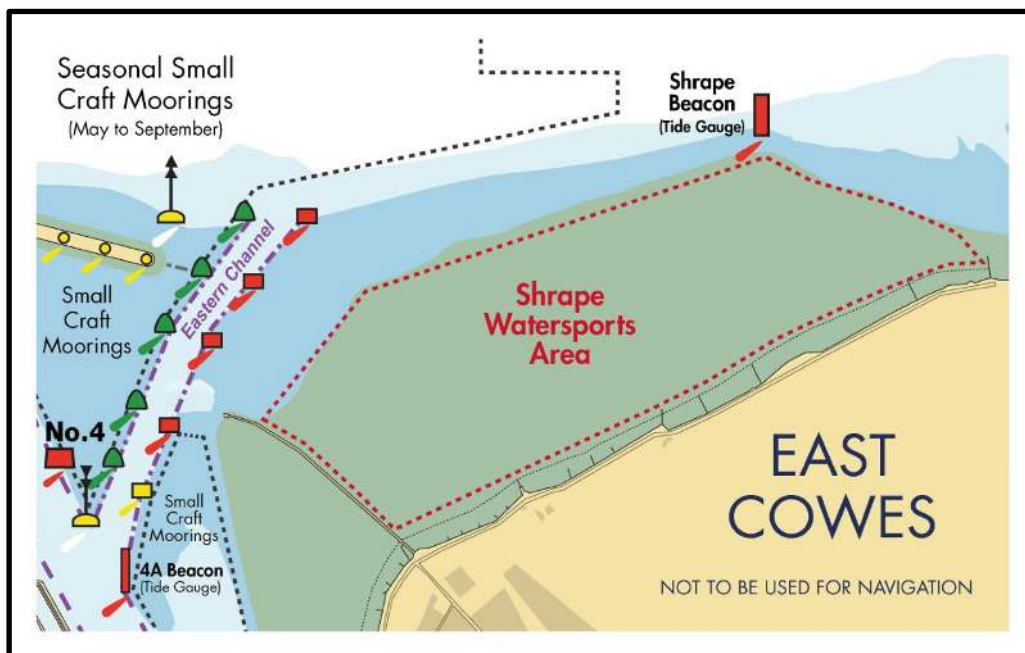 Seasonal Small
Craft Moorings
(May to September)
Shrape
Beacon
(Tide Gauge)
Eastern Channel
Small
Craft
Moorings
Shrape
Watersports
Area
No.4
Small
Craft
Moorings
4A Beacon
(Tide Gauge)
EAST
COWES
NOT TO BE USED FOR NAVIGATION